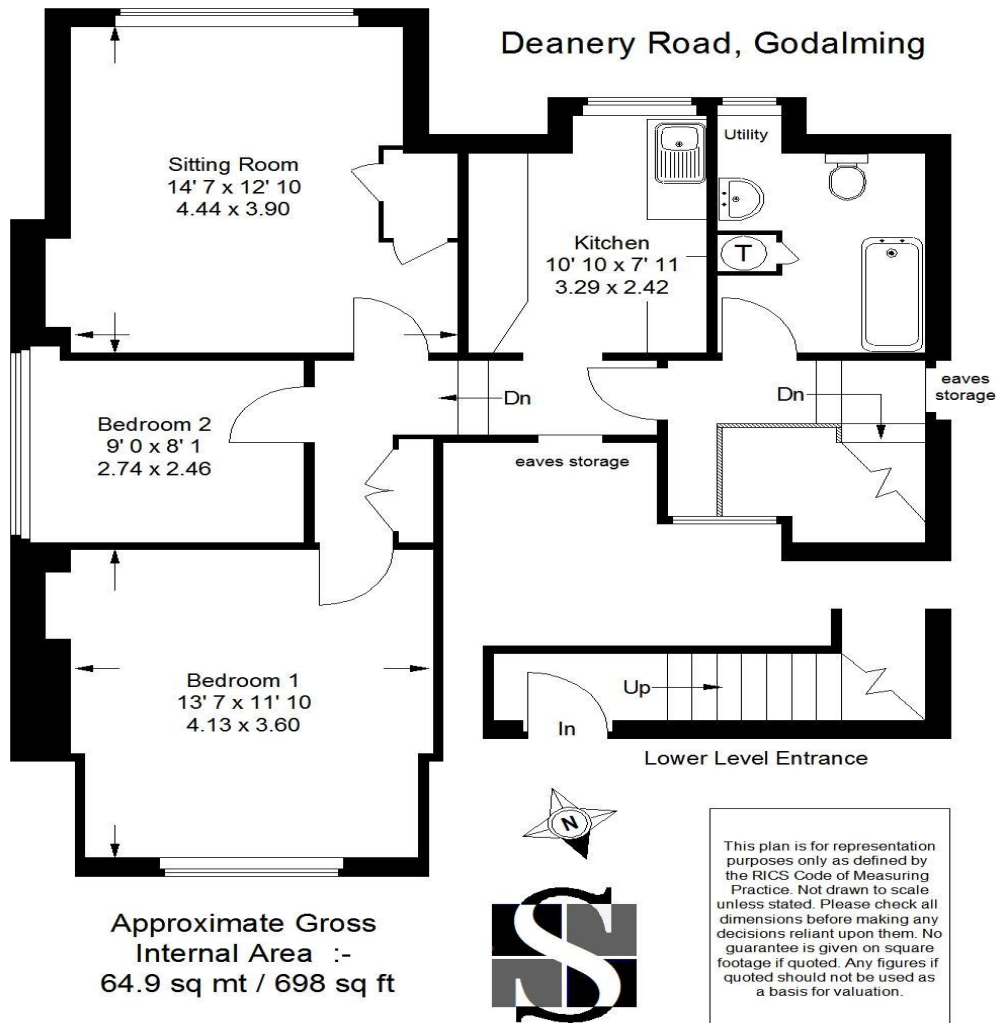 Deanery Road, Godalming
Sitting Room
14' 7 x 12' 10
4.44 x 3.90
Utility
Kitchen
10' 10 x 7' 11
3.29 x 2.42
T
Dn
Dn
eaves
storage
Bedroom 2
9' 0 x 8' 1
2.74 x 2.46
eaves storage
Bedroom 1
13' 7 x 11' 10
4.13 x 3.60
Up
In
Lower Level Entrance
N
Approximate Gross
Internal Area :-
64.9 sq mt / 698 sq ft
S
This plan is for representation
purposes only as defined by
the RICS Code of Measuring
Practice. Not drawn to scale
unless stated. Please check all
dimensions before making any
decisions reliant upon them. No
guarantee is given on square
footage if quoted. Any figures if
quoted should not be used as
a basis for valuation.